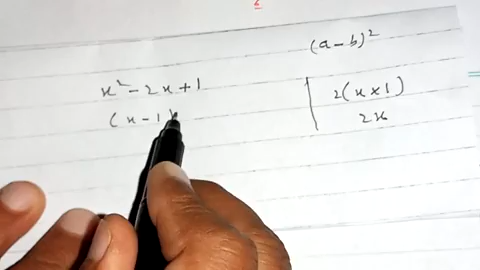 (a-b)²
x²-2x+1
(x-1)
2(x×1)
2x